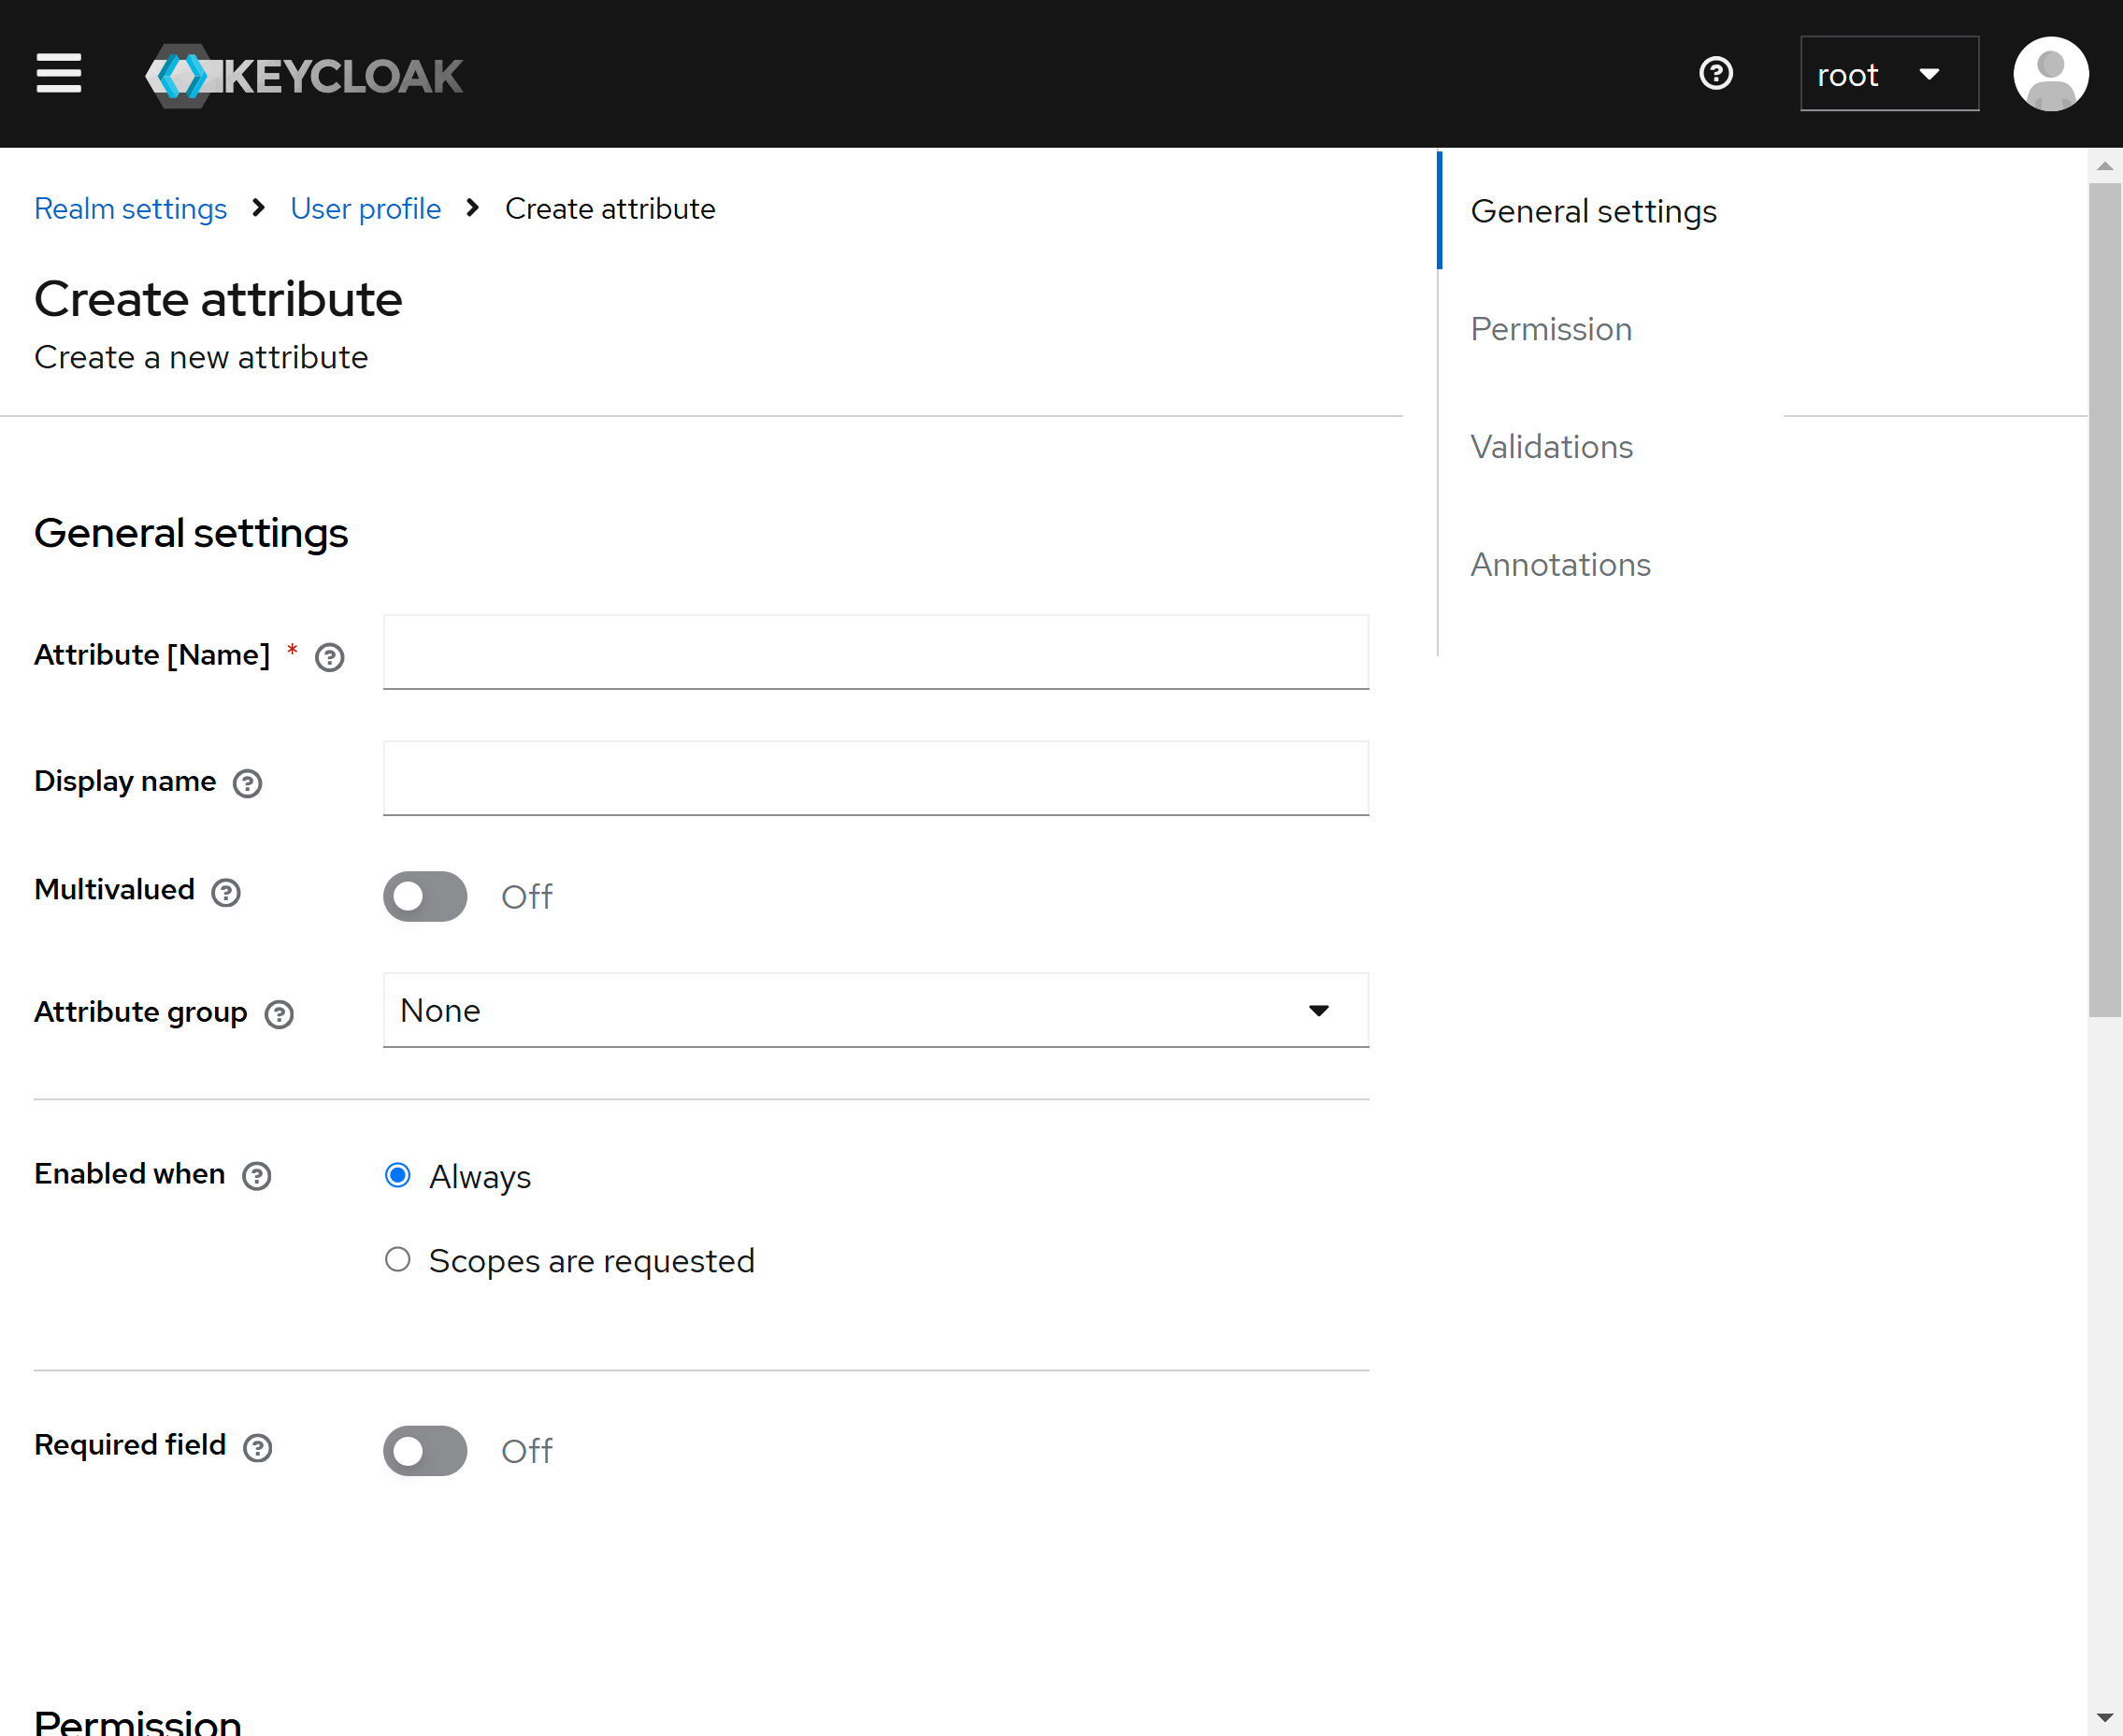 KEYCLOAK
root
Realm settings
User profile
Create attribute
Create attribute
Create a new attribute
General settings
Permission
Validations
Annotations
General settings
Attribute [Name] *
Display name
Multivalued
Off
Attribute group
None
Enabled when
Always
Scopes are requested
Required field
Off
Permission